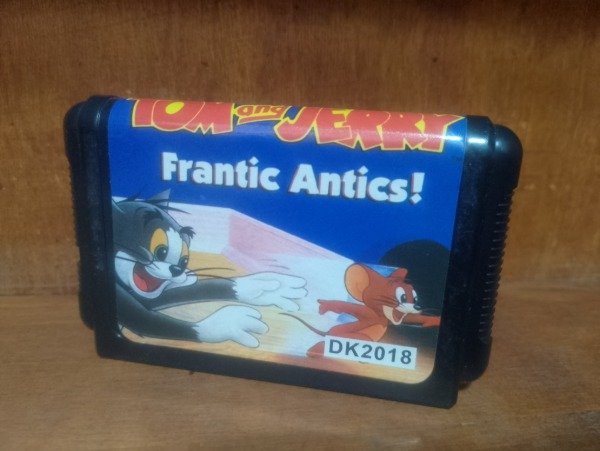 TOM and JERRY
Frantic Antics!
DK2018